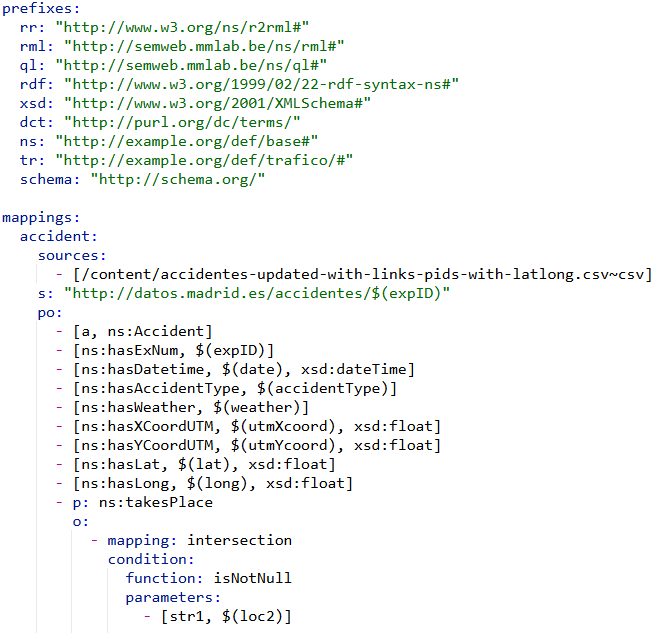 prefixes:
  rr: "http://www.w3.org/ns/r2rml#"
  rml: "http://semweb.mmlab.be/ns/rml#"
  ql: "http://semweb.mmlab.be/ns/ql#"
  rdf: "http://www.w3.org/1999/02/22-rdf-syntax-ns#"
  xsd: "http://www.w3.org/2001/XMLSchema#"
  dct: "http://purl.org/dc/terms/"
  ns: "http://example.org/def/base#"
  tr: "http://example.org/def/trafico/#"
  schema: "http://schema.org/"

mappings:
  accident:
    sources:
      - [/content/accidentes-updated-with-links-pids-with-latlong.csv~csv]
    s: "http://datos.madrid.es/accidentes/$(expID)"
    po:
      - [a, ns:Accident]
      - [ns:hasExNum, $(expID)]
      - [ns:hasDatetime, $(date), xsd:dateTime]
      - [ns:hasAccidentType, $(accidentType)]
      - [ns:hasWeather, $(weather)]
      - [ns:hasXCoordUTM, $(utmXcoord), xsd:float]
      - [ns:hasYCoordUTM, $(utmYcoord), xsd:float]
      - [ns:hasLat, $(lat), xsd:float]
      - [ns:hasLong, $(long), xsd:float]
      - p: ns:takesPlace
        o:
          - mapping: intersection
            condition:
              function: isNotNull
              parameters:
                - [str1, $(loc2)]